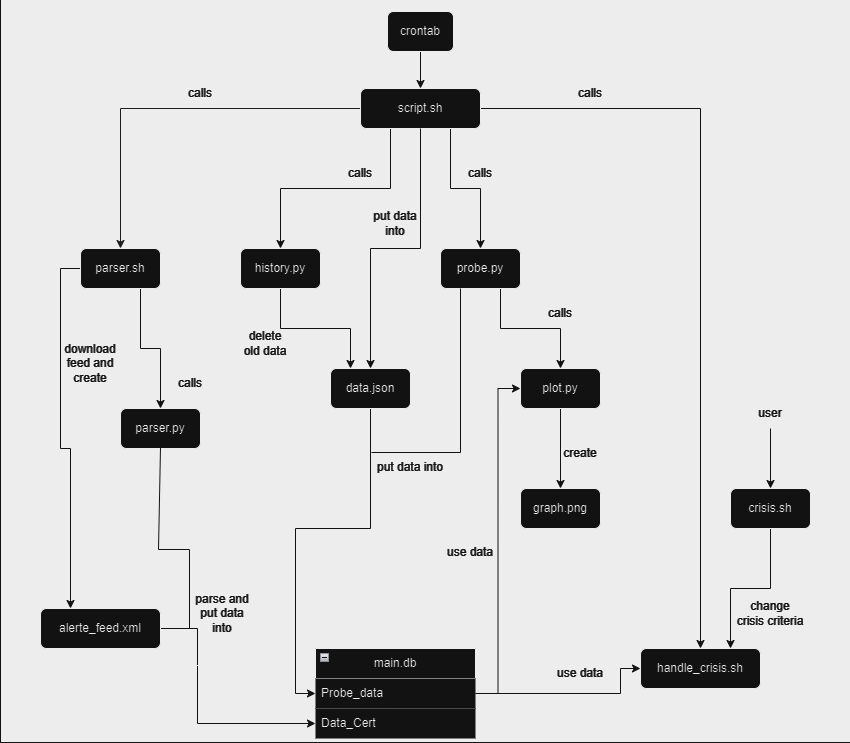 crontab
calls
script.sh
calls
calls
calls
put data
into
parser.sh
history.py
probe.py
download
feed and
create
delete
old data
calls
calls
data.json
plot.py
parser.py
user
create
put data into
graph.png
crisis.sh
use data
parse and
put data
into
change
crisis criteria
alerte_feed.xml
main.db
handle_crisis.sh
use data
Probe_data
Data_Cert